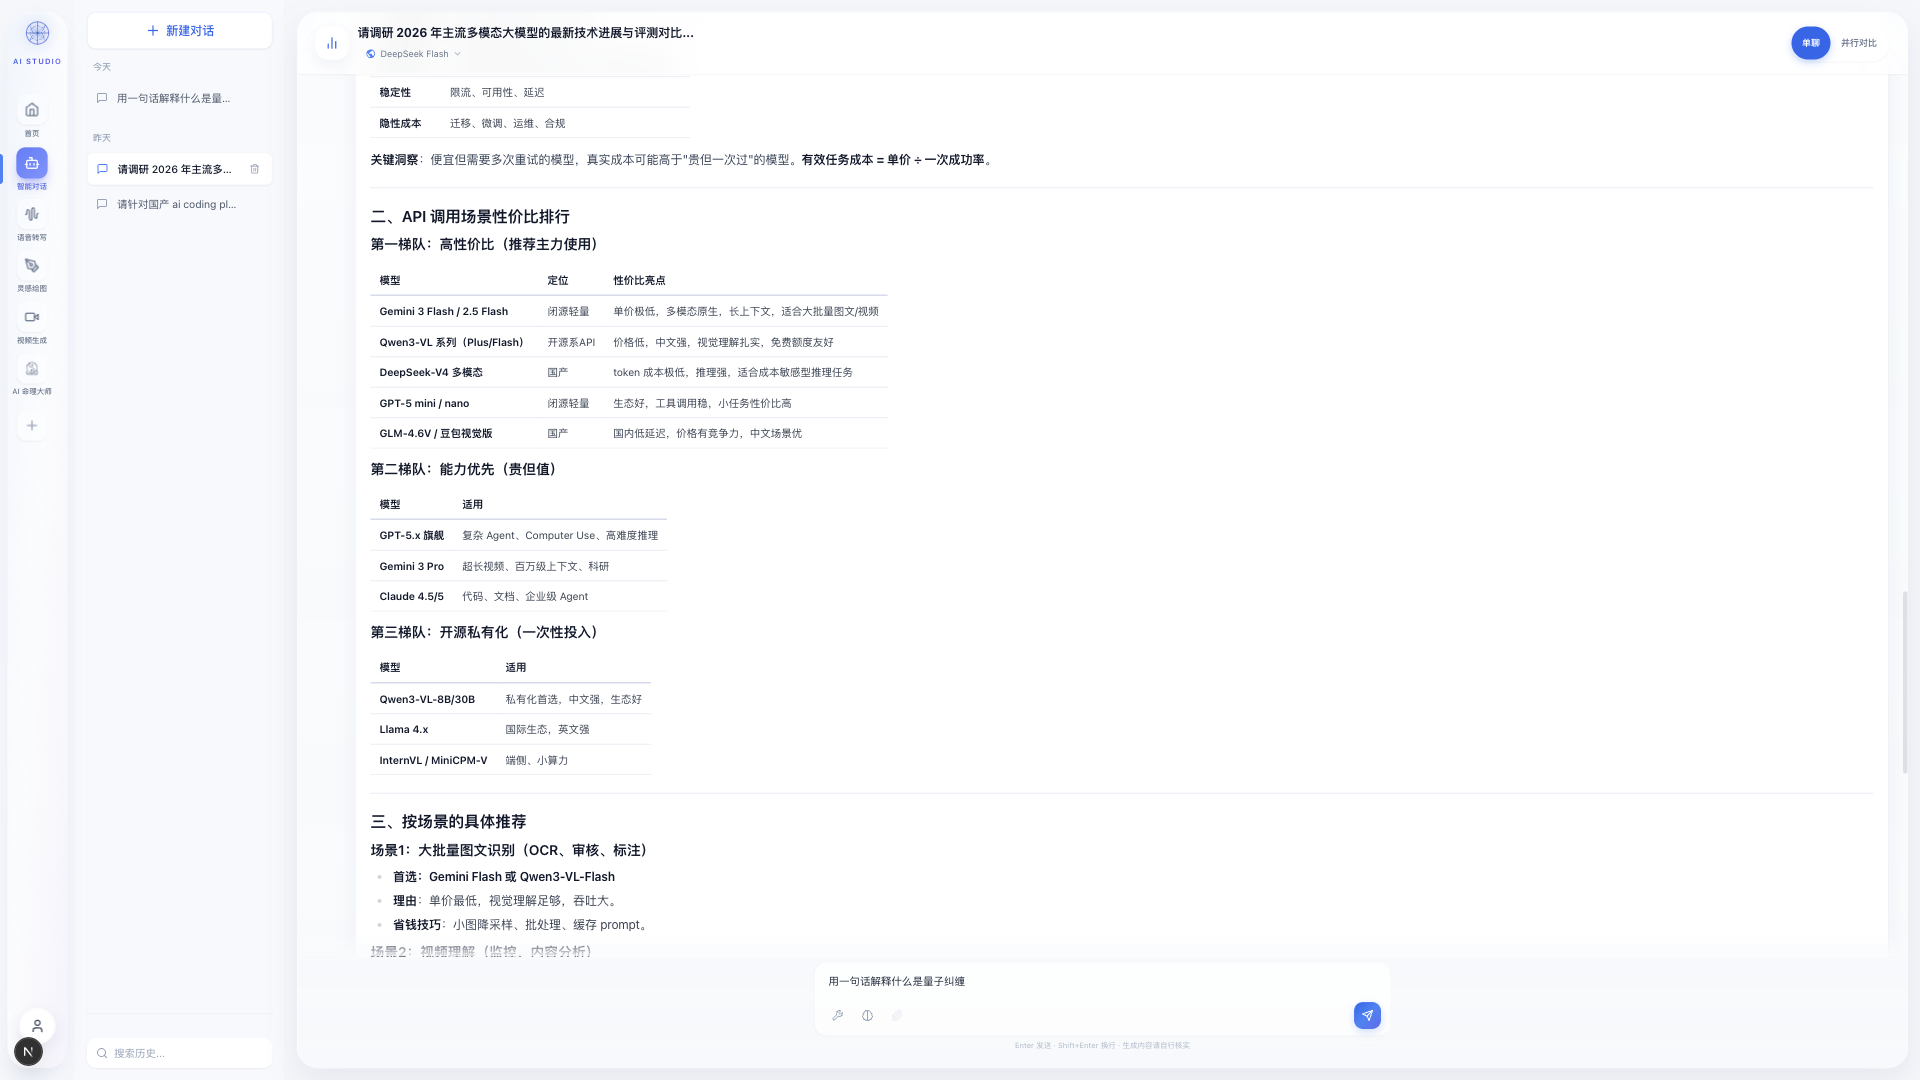 AI STUDIO
首页
智能对话
语音转写
灵感绘图
视频生成
AI 命理大师
N
新建对话
今天
用一句话解释什么是量...
昨天
请调研 2026 年主流多...
请针对国产 ai coding pl...
搜索历史...
请调研 2026 年主流多模态大模型的最新技术进展与评测对比...
DeepSeek Flash
单聊 并行对比
稳定性 限流、可用性、延迟
隐性成本 迁移、微调、运维、合规
关键洞察：便宜但需要多次重试的模型，真实成本可能高于"贵但一次过"的模型。有效任务成本 = 单价 ÷ 一次成功率。
二、API 调用场景性价比排行
第一梯队：高性价比（推荐主力使用）
模型 定位 性价比亮点
Gemini 3 Flash / 2.5 Flash 闭源轻量 单价极低，多模态原生，长上下文，适合大批量图文/视频
Qwen3-VL 系列（Plus/Flash） 开源系API 价格低，中文强，视觉理解扎实，免费额度友好
DeepSeek-V4 多模态 国产 token 成本极低，推理强，适合成本敏感型推理任务
GPT-5 mini / nano 闭源轻量 生态好，工具调用稳，小任务性价比高
GLM-4.6V / 豆包视觉版 国产 国内低延迟，价格有竞争力，中文场景优
第二梯队：能力优先（贵但值）
模型 适用
GPT-5.x 旗舰 复杂 Agent、Computer Use、高难度推理
Gemini 3 Pro 超长视频、百万级上下文、科研
Claude 4.5/5 代码、文档、企业级 Agent
第三梯队：开源私有化（一次性投入）
模型 适用
Qwen3-VL-8B/30B 私有化首选，中文强，生态好
Llama 4.x 国际生态，英文强
InternVL / MiniCPM-V 端侧、小算力
三、按场景的具体推荐
场景1：大批量图文识别（OCR、审核、标注）
首选：Gemini Flash 或 Qwen3-VL-Flash
理由：单价最低，视觉理解足够，吞吐大。
省钱技巧：小图降采样、批处理、缓存 prompt。
场景2：视频理解（监控、内容分析）
用一句话解释什么是量子纠缠
Enter 发送 · Shift+Enter 换行 · 生成内容请自行核实